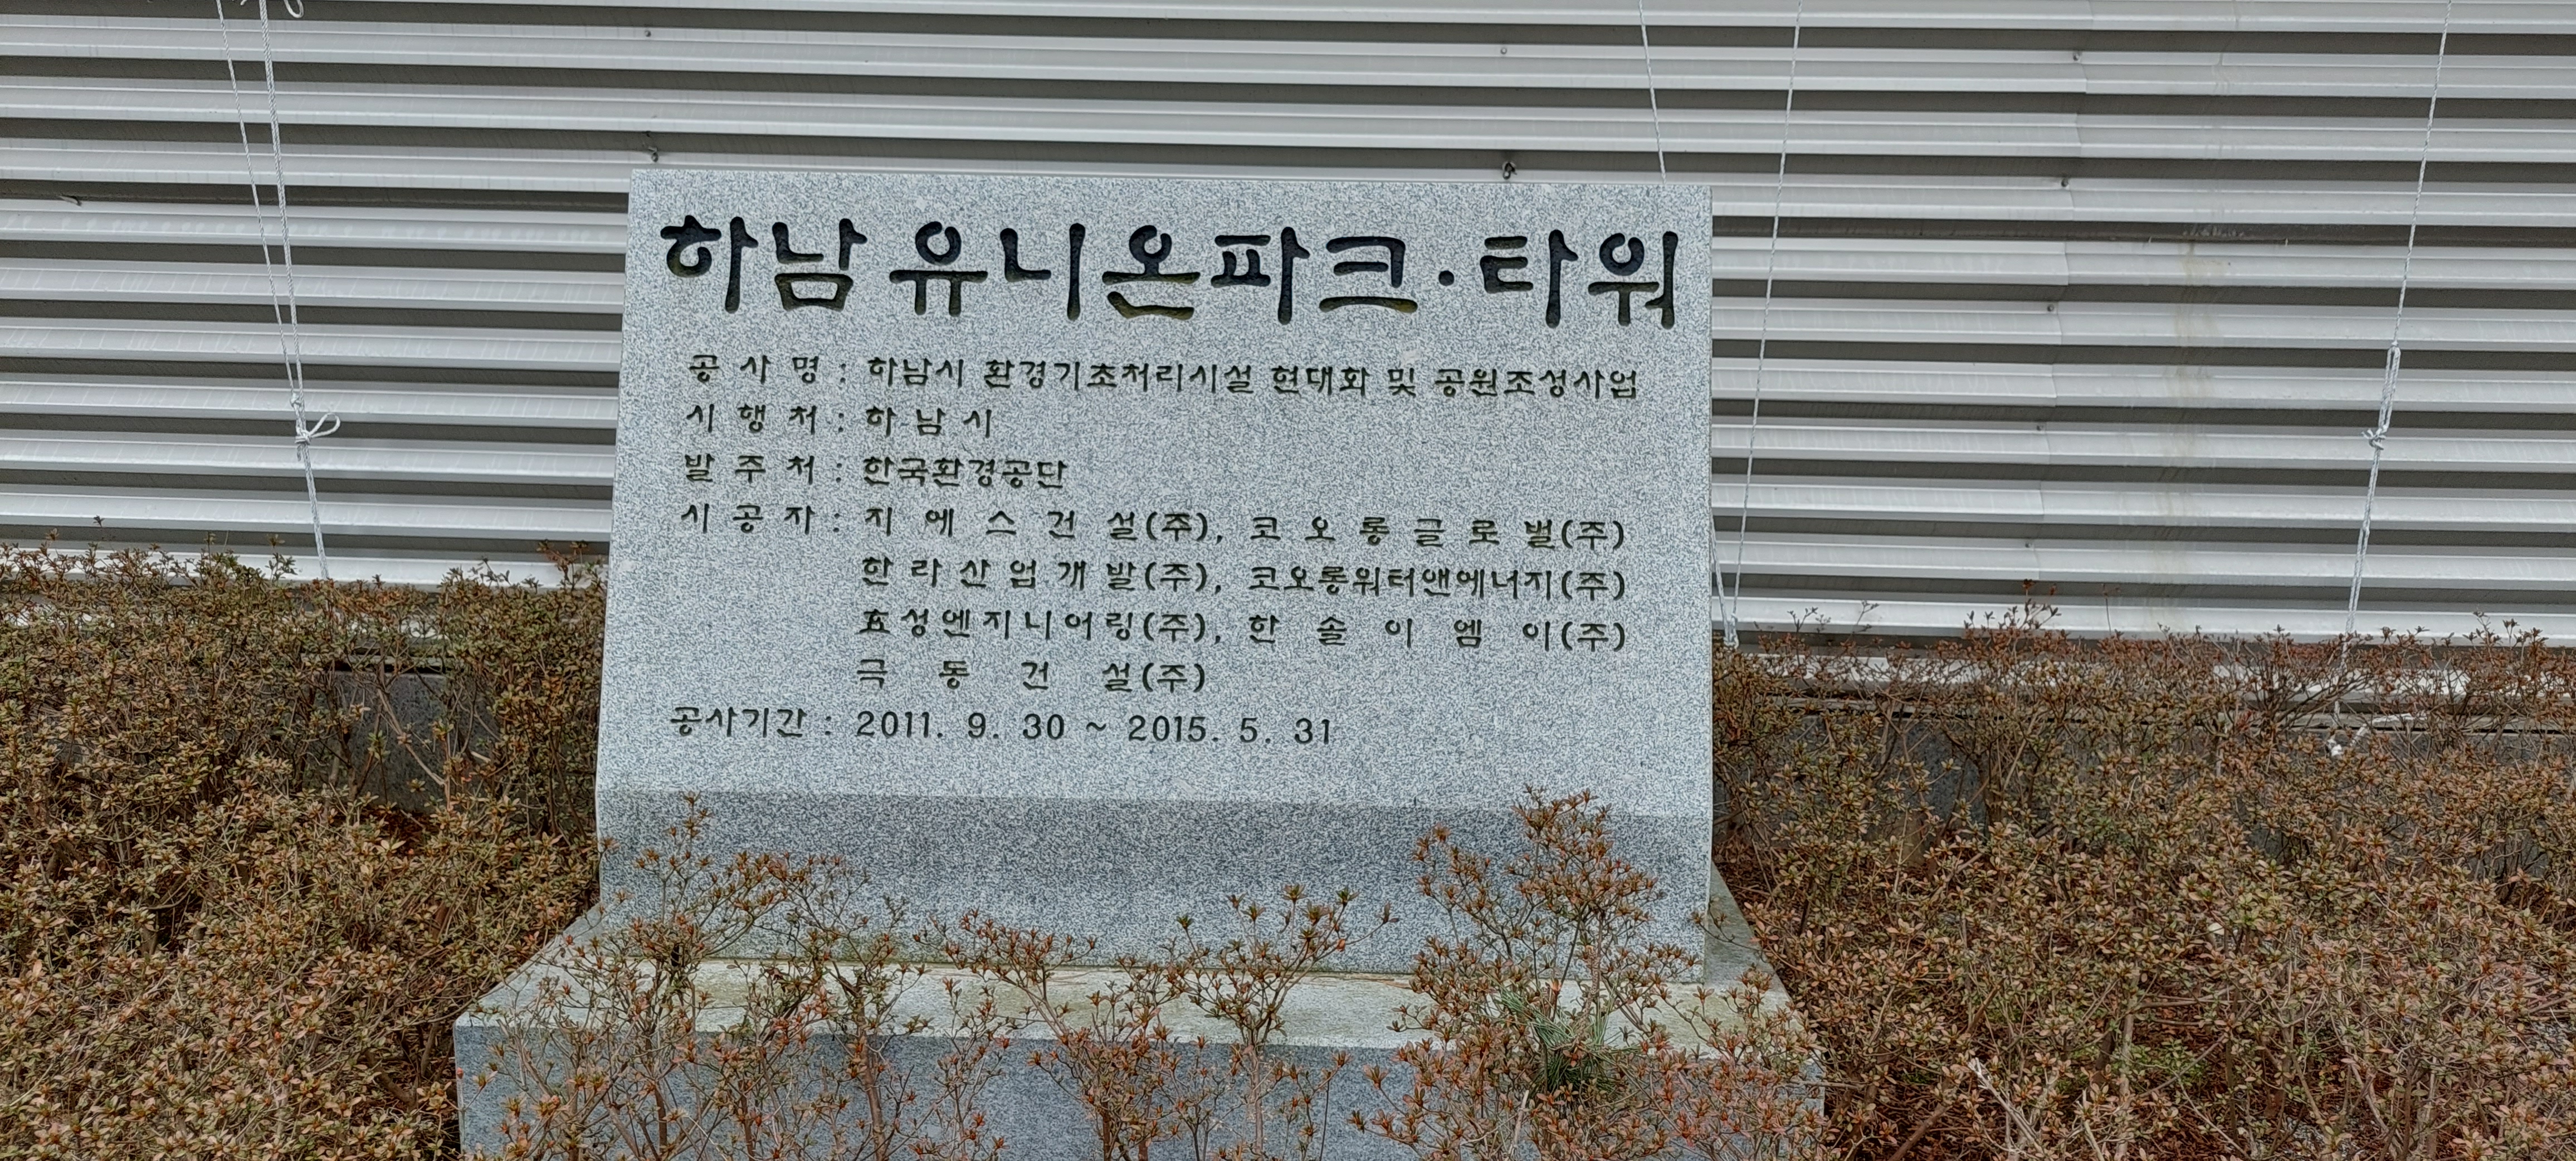 하남 유니온파크·타워
공 사 명 : 하남시 환경기초처리시설 현대화 및 공원조성사업
시 행 처 : 하 남 시
발 주 처 : 한국환경공단
시 공 자 : 지 에 스 건 설(주), 코 오 롱 글 로 벌(주)
한 라 산 업 개 발(주), 코오롱워터앤에너지(주)
효성엔지니어링(주), 한 솔 이 엠 이(주)
극 동 건 설(주)
공사기간 : 2011. 9. 30 ~ 2015. 5. 31